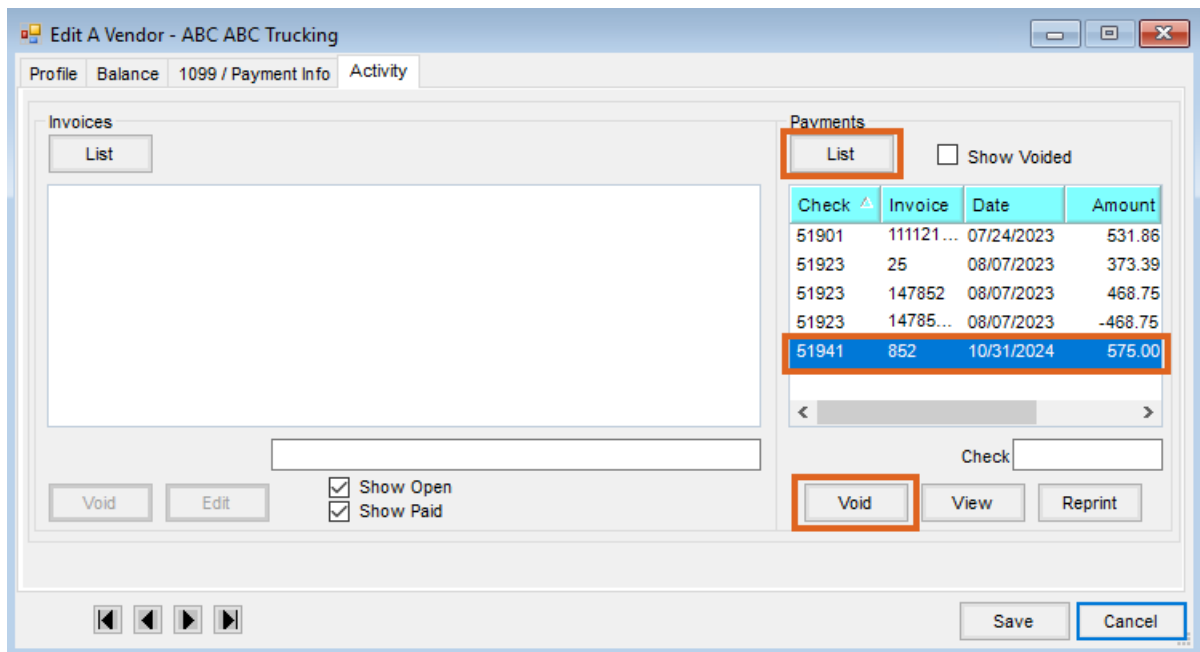 Edit A Vendor - ABC ABC Trucking
Profile Balance 1099 / Payment Info Activity
Invoices
List
Payments
List Show Voided
Check Invoice Date Amount
51901 111121... 07/24/2023 531.86
51923 25 08/07/2023 373.39
51923 147852 08/07/2023 468.75
51923 14785... 08/07/2023 -468.75
51941 852 10/31/2024 575.00
Check
Void Edit
Show Open
Show Paid
Void View Reprint
Save Cancel